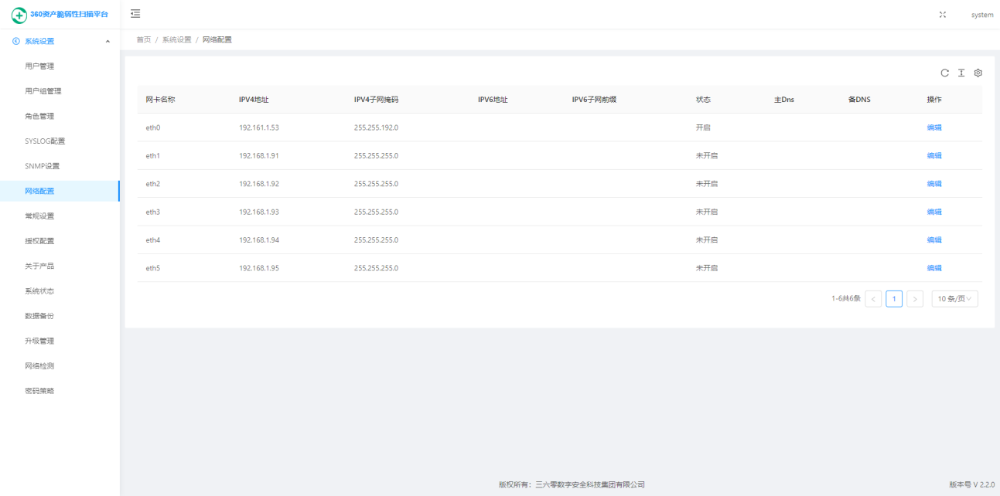 360资产脆弱性扫描平台
system
系统设置
首页 / 系统设置 / 网络配置
用户管理
用户组管理
角色管理
SYSLOG配置
SNMP设置
网络配置
常规设置
授权配置
关于产品
系统状态
数据备份
升级管理
网络检测
密码策略
网卡名称 IPV4地址 IPV4子网掩码 IPV6地址 IPV6子网前缀 状态 主Dns 备DNS 操作
eth0 192.161.1.53 255.255.192.0 开启 编辑
eth1 192.168.1.91 255.255.255.0 未开启 编辑
eth2 192.168.1.92 255.255.255.0 未开启 编辑
eth3 192.168.1.93 255.255.255.0 未开启 编辑
eth4 192.168.1.94 255.255.255.0 未开启 编辑
eth5 192.168.1.95 255.255.255.0 未开启 编辑
1-6共6条 < 1 > 10 条/页
版权所有：三六零数字安全科技集团有限公司
版本号 V 2.2.0